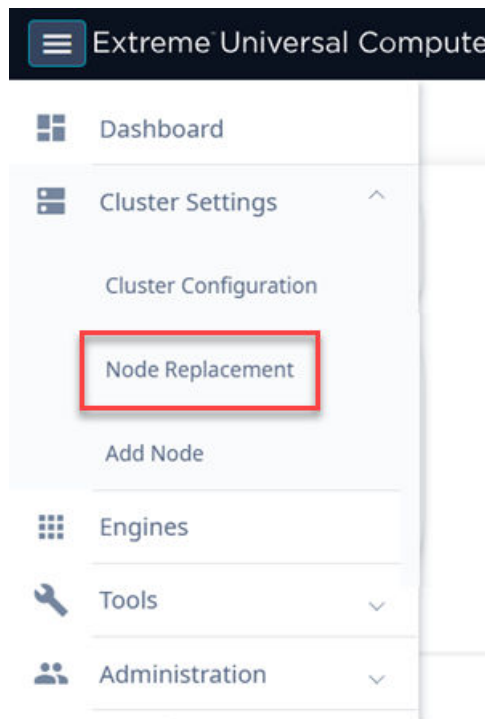 Extreme Universal Compute
Dashboard
Cluster Settings
Cluster Configuration
Node Replacement
Add Node
Engines
Tools
Administration